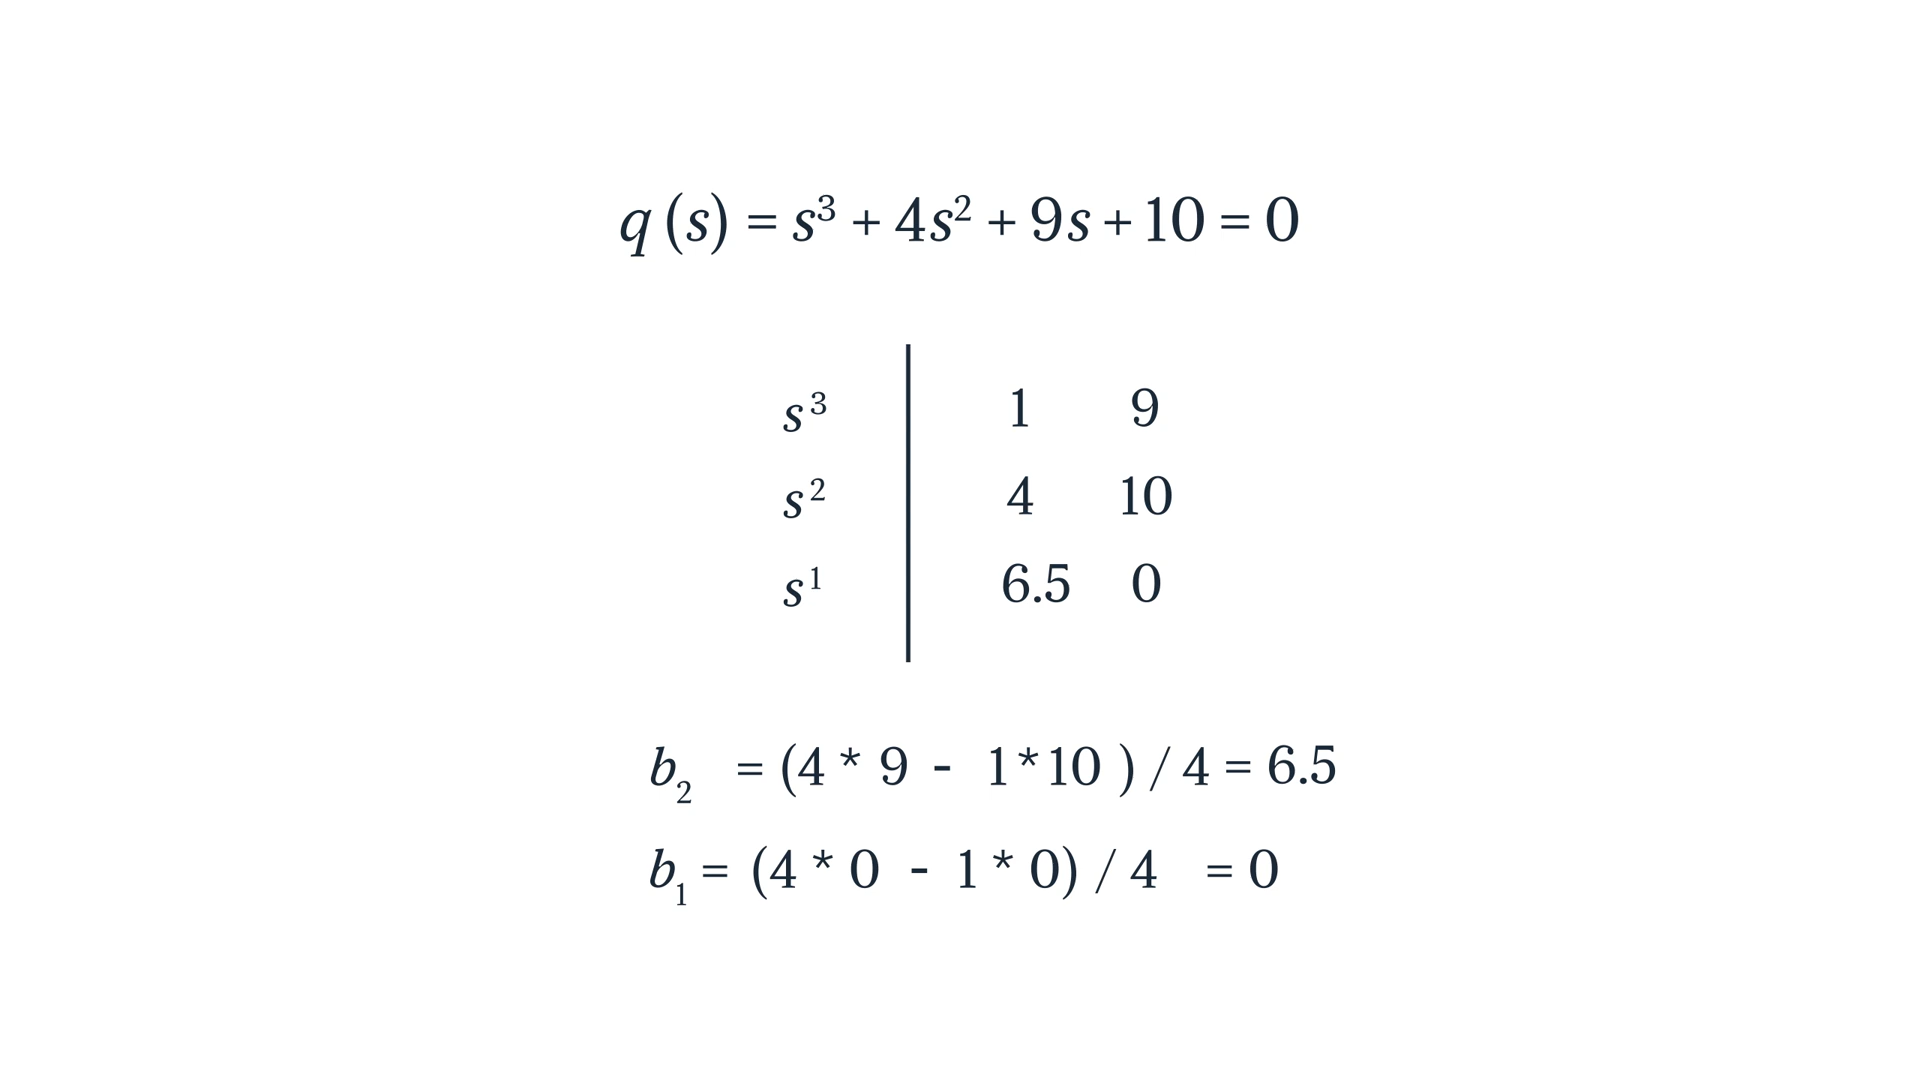 q (s) = s³ + 4s² + 9s + 10 = 0
s³ 1 9
s² 4 10
s¹ 6.5 0
b₂ = (4 * 9 - 1*10 ) / 4 = 6.5
b₁ = (4 * 0 - 1 * 0) / 4 = 0